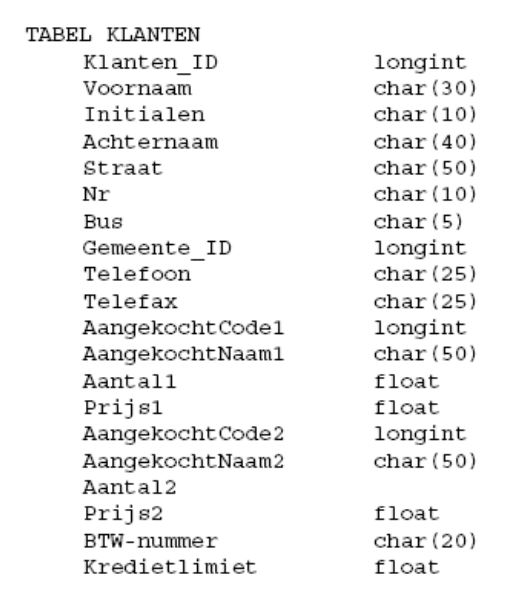 TABEL KLANTEN
Klanten_ID longint
Voornaam char(30)
Initialen char(10)
Achternaam char(40)
Straat char(50)
Nr char(10)
Bus char(5)
Gemeente_ID longint
Telefoon char(25)
Telefax char(25)
AangekochtCode1 longint
AangekochtNaam1 char(50)
Aantal1 float
Prijs1 float
AangekochtCode2 longint
AangekochtNaam2 char(50)
Aantal2
Prijs2 float
BTW-nummer char(20)
Kredietlimiet float